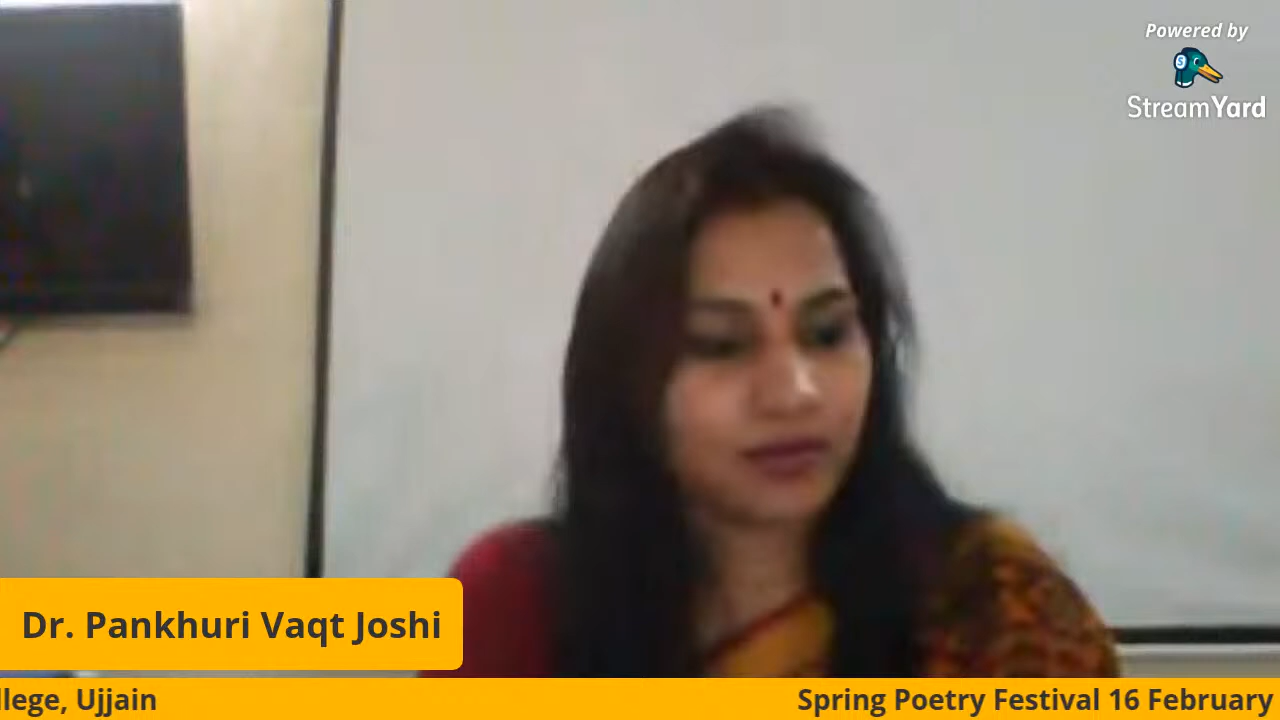 Powered by
StreamYard
Dr. Pankhuri Vaqt Joshi
llege, Ujjain
Spring Poetry Festival 16 February